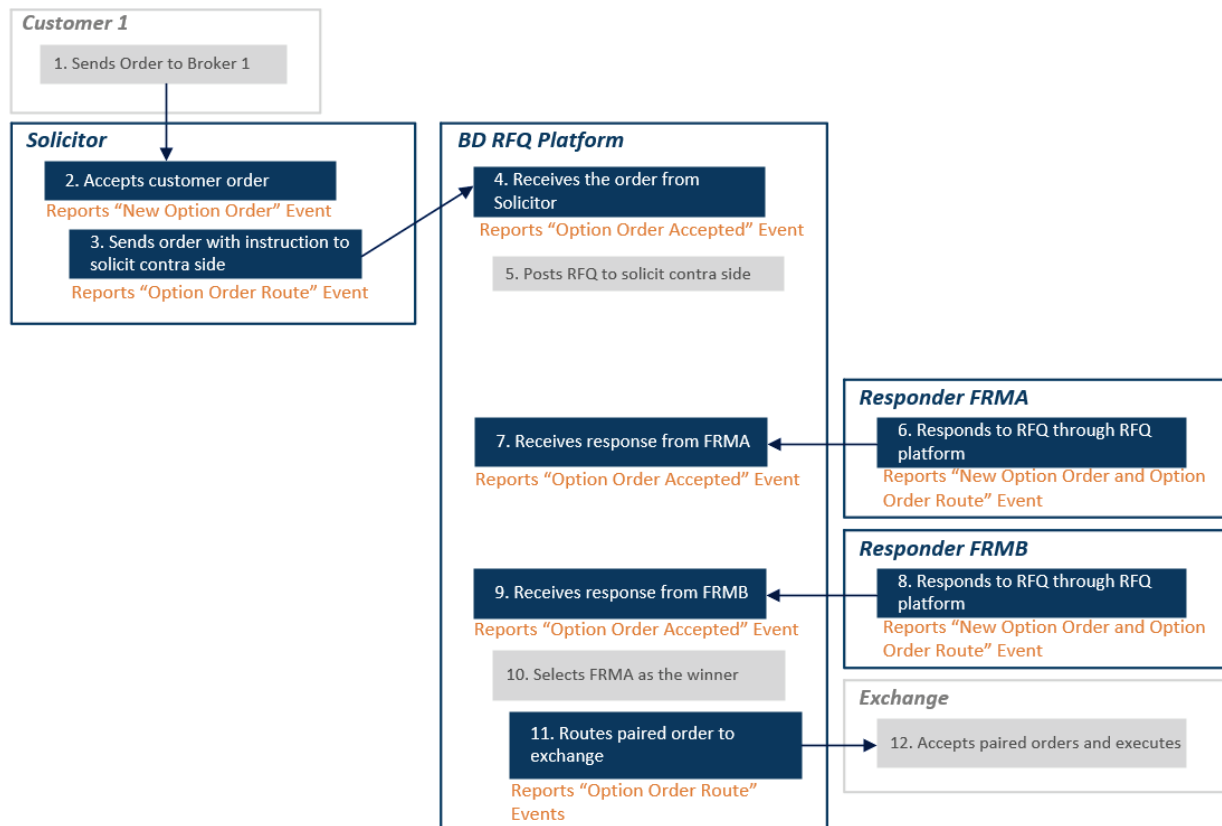 Customer 1
1. Sends Order to Broker 1
Solicitor
2. Accepts customer order
Reports “New Option Order” Event
3. Sends order with instruction to
solicit contra side
Reports “Option Order Route” Event
BD RFQ Platform
4. Receives the order from
Solicitor
Reports “Option Order Accepted” Event
5. Posts RFQ to solicit contra side
Responder FRMA
6. Responds to RFQ through RFQ
platform
Reports “New Option Order and Option
Order Route” Event
7. Receives response from FRMA
Reports “Option Order Accepted” Event
Responder FRMB
8. Responds to RFQ through RFQ
platform
Reports “New Option Order and Option
Order Route” Event
9. Receives response from FRMB
Reports “Option Order Accepted” Event
10. Selects FRMA as the winner
11. Routes paired order to
exchange
Reports “Option Order Route”
Events
Exchange
12. Accepts paired orders and executes